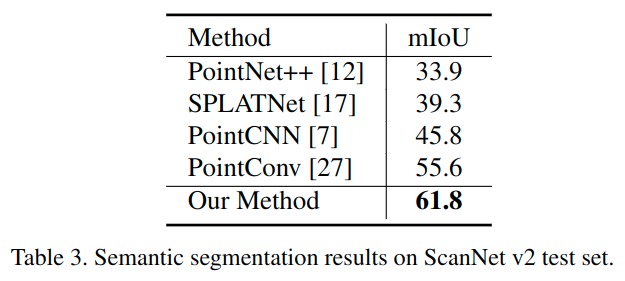 Method mIoU
PointNet++ [12] 33.9
SPLATNet [17] 39.3
PointCNN [7] 45.8
PointConv [27] 55.6
Our Method 61.8
Table 3. Semantic segmentation results on ScanNet v2 test set.